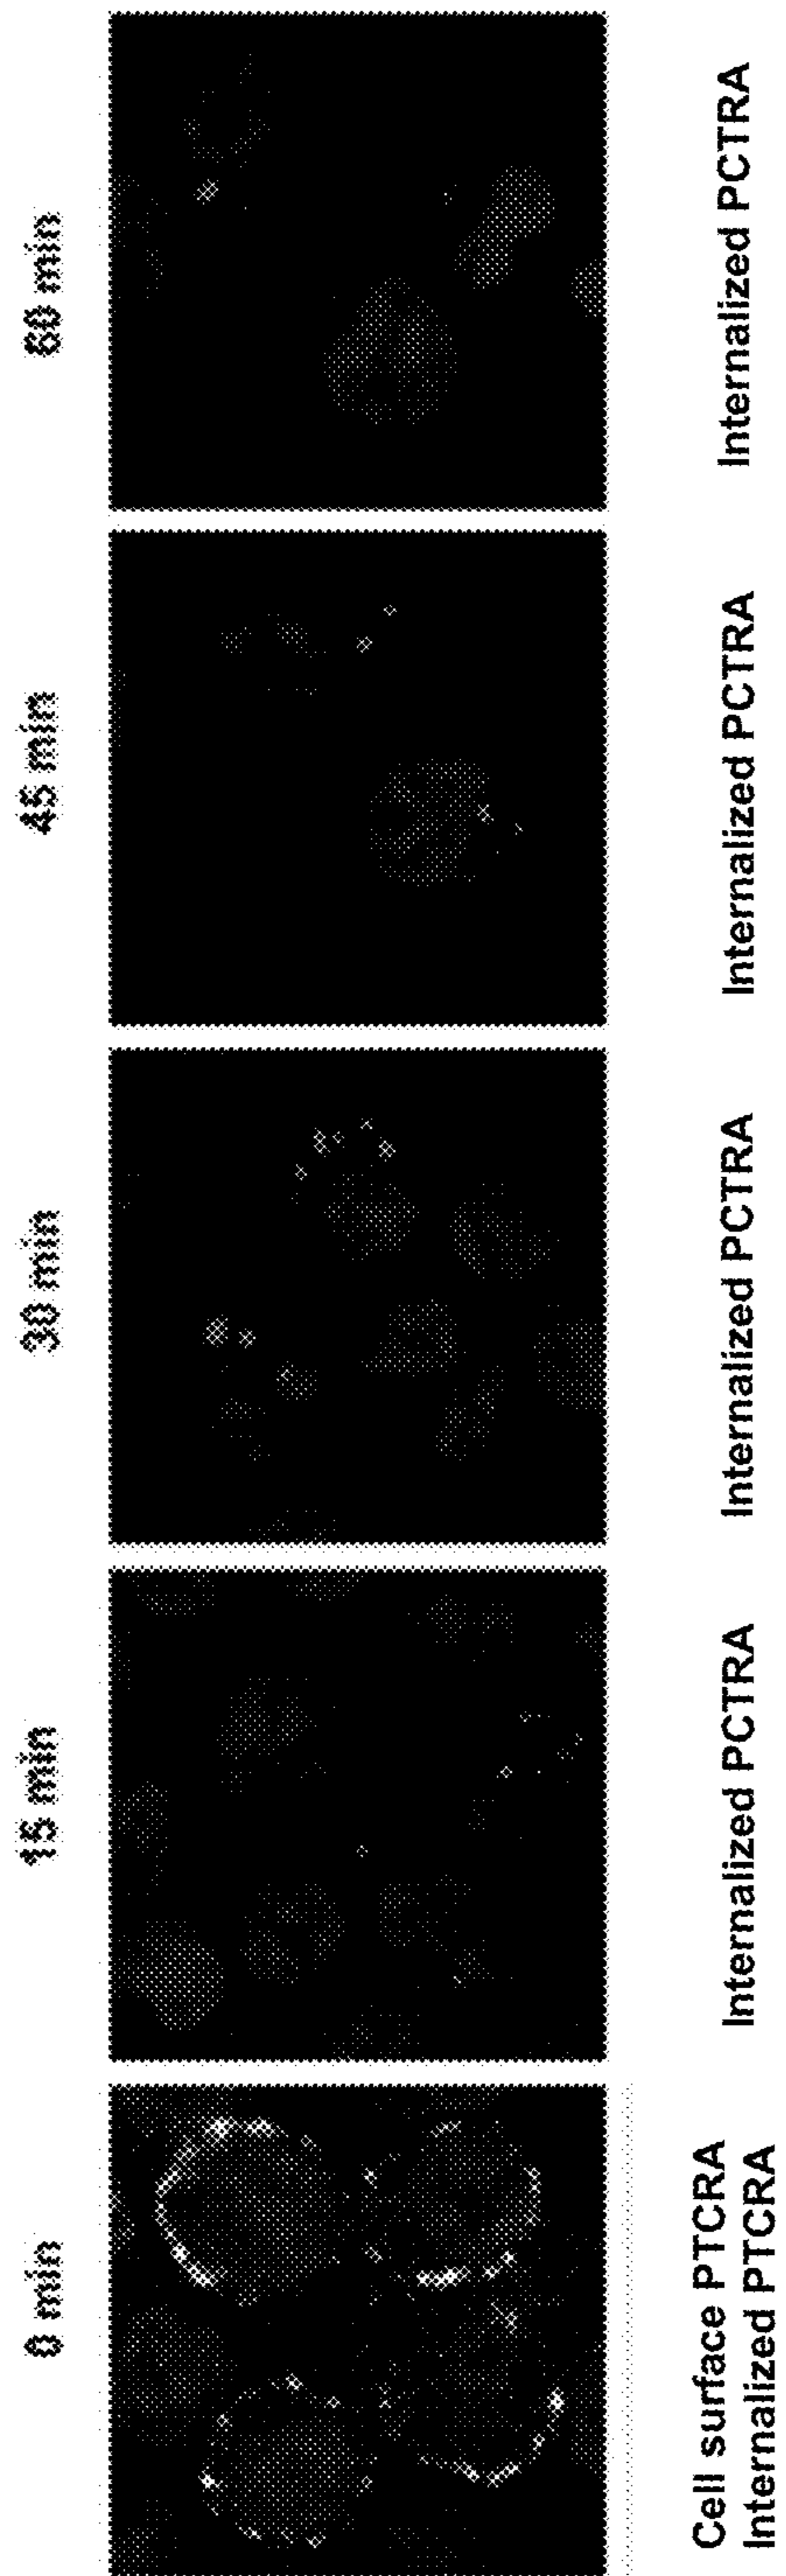 0 min
15 min
30 min
45 min
60 min
Cell surface PTCRA
Internalized PTCRA
Internalized PCTRA
Internalized PCTRA
Internalized PCTRA
Internalized PCTRA